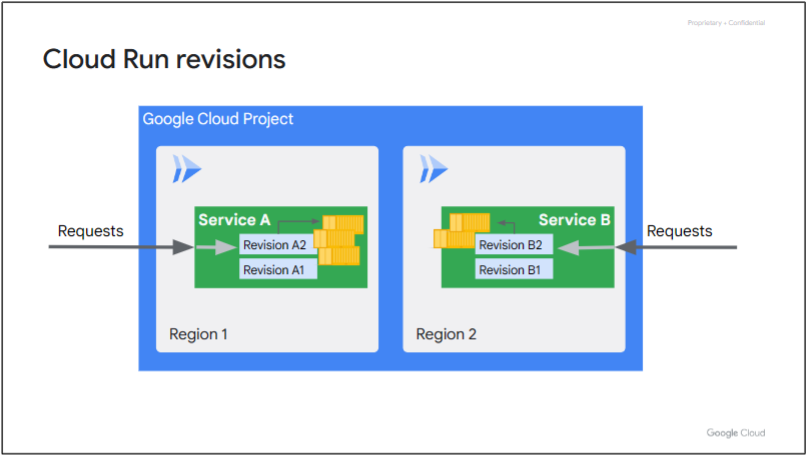 Proprietary + Confidential
Cloud Run revisions
Google Cloud Project
Requests
Service A
Revision A2
Revision A1
Region 1
Service B
Revision B2
Revision B1
Region 2
Requests
Google Cloud